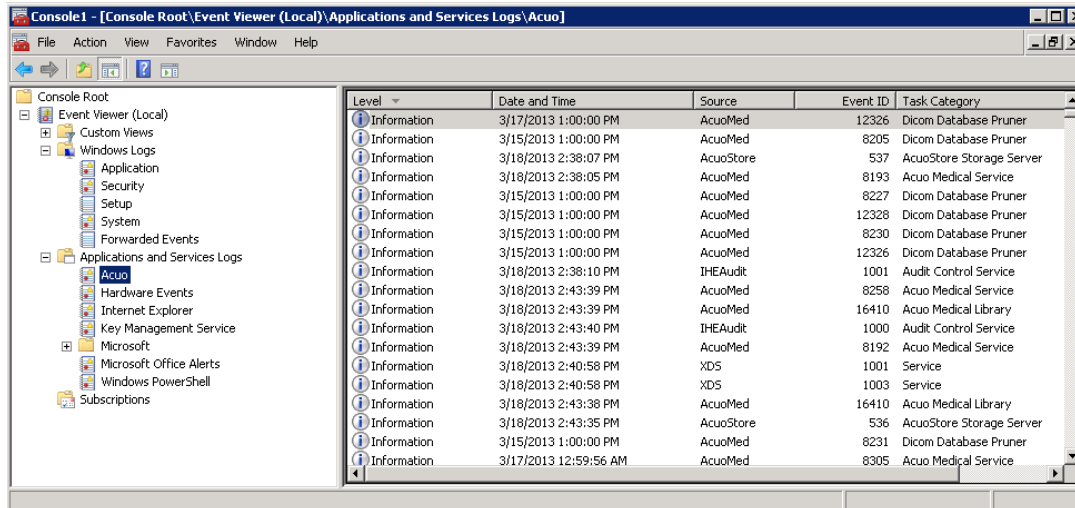 Console1 - [Console Root\Event Viewer (Local)\Applications and Services Logs\Acuo]
File Action View Favorites Window Help
Console Root
Event Viewer (Local)
Custom Views
Windows Logs
Application
Security
Setup
System
Forwarded Events
Applications and Services Logs
Acuo
Hardware Events
Internet Explorer
Key Management Service
Microsoft
Microsoft Office Alerts
Windows PowerShell
Subscriptions
Level Date and Time Source Event ID Task Category
Information 3/17/2013 1:00:00 PM AcuoMed 12326 Dicom Database Pruner
Information 3/15/2013 1:00:00 PM AcuoMed 8205 Dicom Database Pruner
Information 3/18/2013 2:38:07 PM AcuoStore 537 AcuoStore Storage Server
Information 3/18/2013 2:38:05 PM AcuoMed 8193 Acuo Medical Service
Information 3/15/2013 1:00:00 PM AcuoMed 8227 Dicom Database Pruner
Information 3/15/2013 1:00:00 PM AcuoMed 12328 Dicom Database Pruner
Information 3/15/2013 1:00:00 PM AcuoMed 8230 Dicom Database Pruner
Information 3/15/2013 1:00:00 PM AcuoMed 12326 Dicom Database Pruner
Information 3/18/2013 2:38:10 PM IHEAudit 1001 Audit Control Service
Information 3/18/2013 2:43:39 PM AcuoMed 8258 Acuo Medical Service
Information 3/18/2013 2:43:39 PM AcuoMed 16410 Acuo Medical Library
Information 3/18/2013 2:43:40 PM IHEAudit 1000 Audit Control Service
Information 3/18/2013 2:43:39 PM AcuoMed 8192 Acuo Medical Service
Information 3/18/2013 2:40:58 PM XDS 1001 Service
Information 3/18/2013 2:40:58 PM XDS 1003 Service
Information 3/18/2013 2:43:38 PM AcuoMed 16410 Acuo Medical Library
Information 3/18/2013 2:43:35 PM AcuoStore 536 AcuoStore Storage Server
Information 3/15/2013 1:00:00 PM AcuoMed 8231 Dicom Database Pruner
Information 3/17/2013 12:59:56 AM AcuoMed 8305 Acuo Medical Service